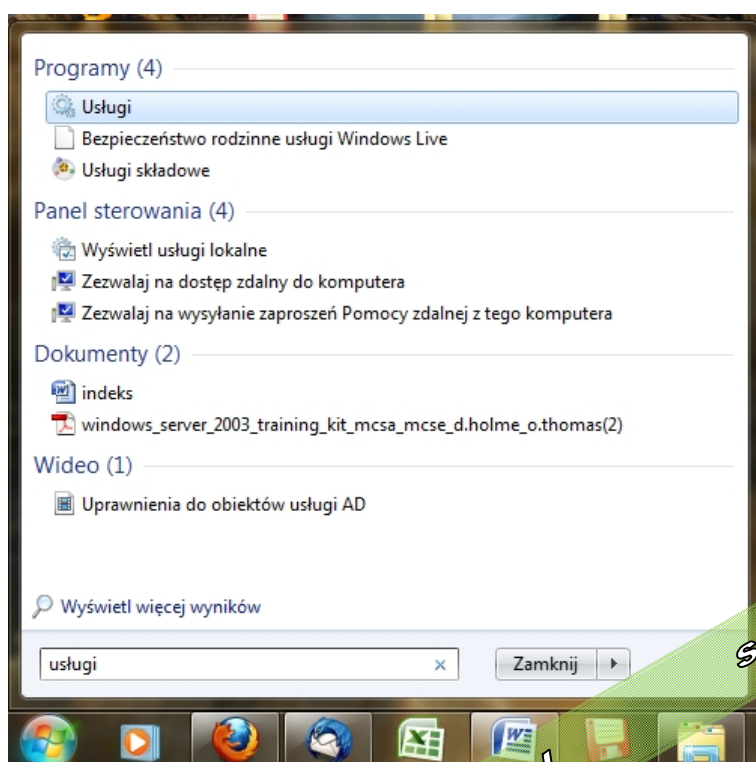 Programy (4)
Usługi
Bezpieczeństwo rodzinne usługi Windows Live
Usługi składowe
Panel sterowania (4)
Wyświetl usługi lokalne
Zezwalaj na dostęp zdalny do komputera
Zezwalaj na wysyłanie zaproszeń Pomocy zdalnej z tego komputera
Dokumenty (2)
indeks
windows_server_2003_training_kit_mcsa_mcse_d.holme_o.thomas(2)
Wideo (1)
Uprawnienia do obiektów usługi AD
Wyświetl więcej wyników
usługi
Zamknij